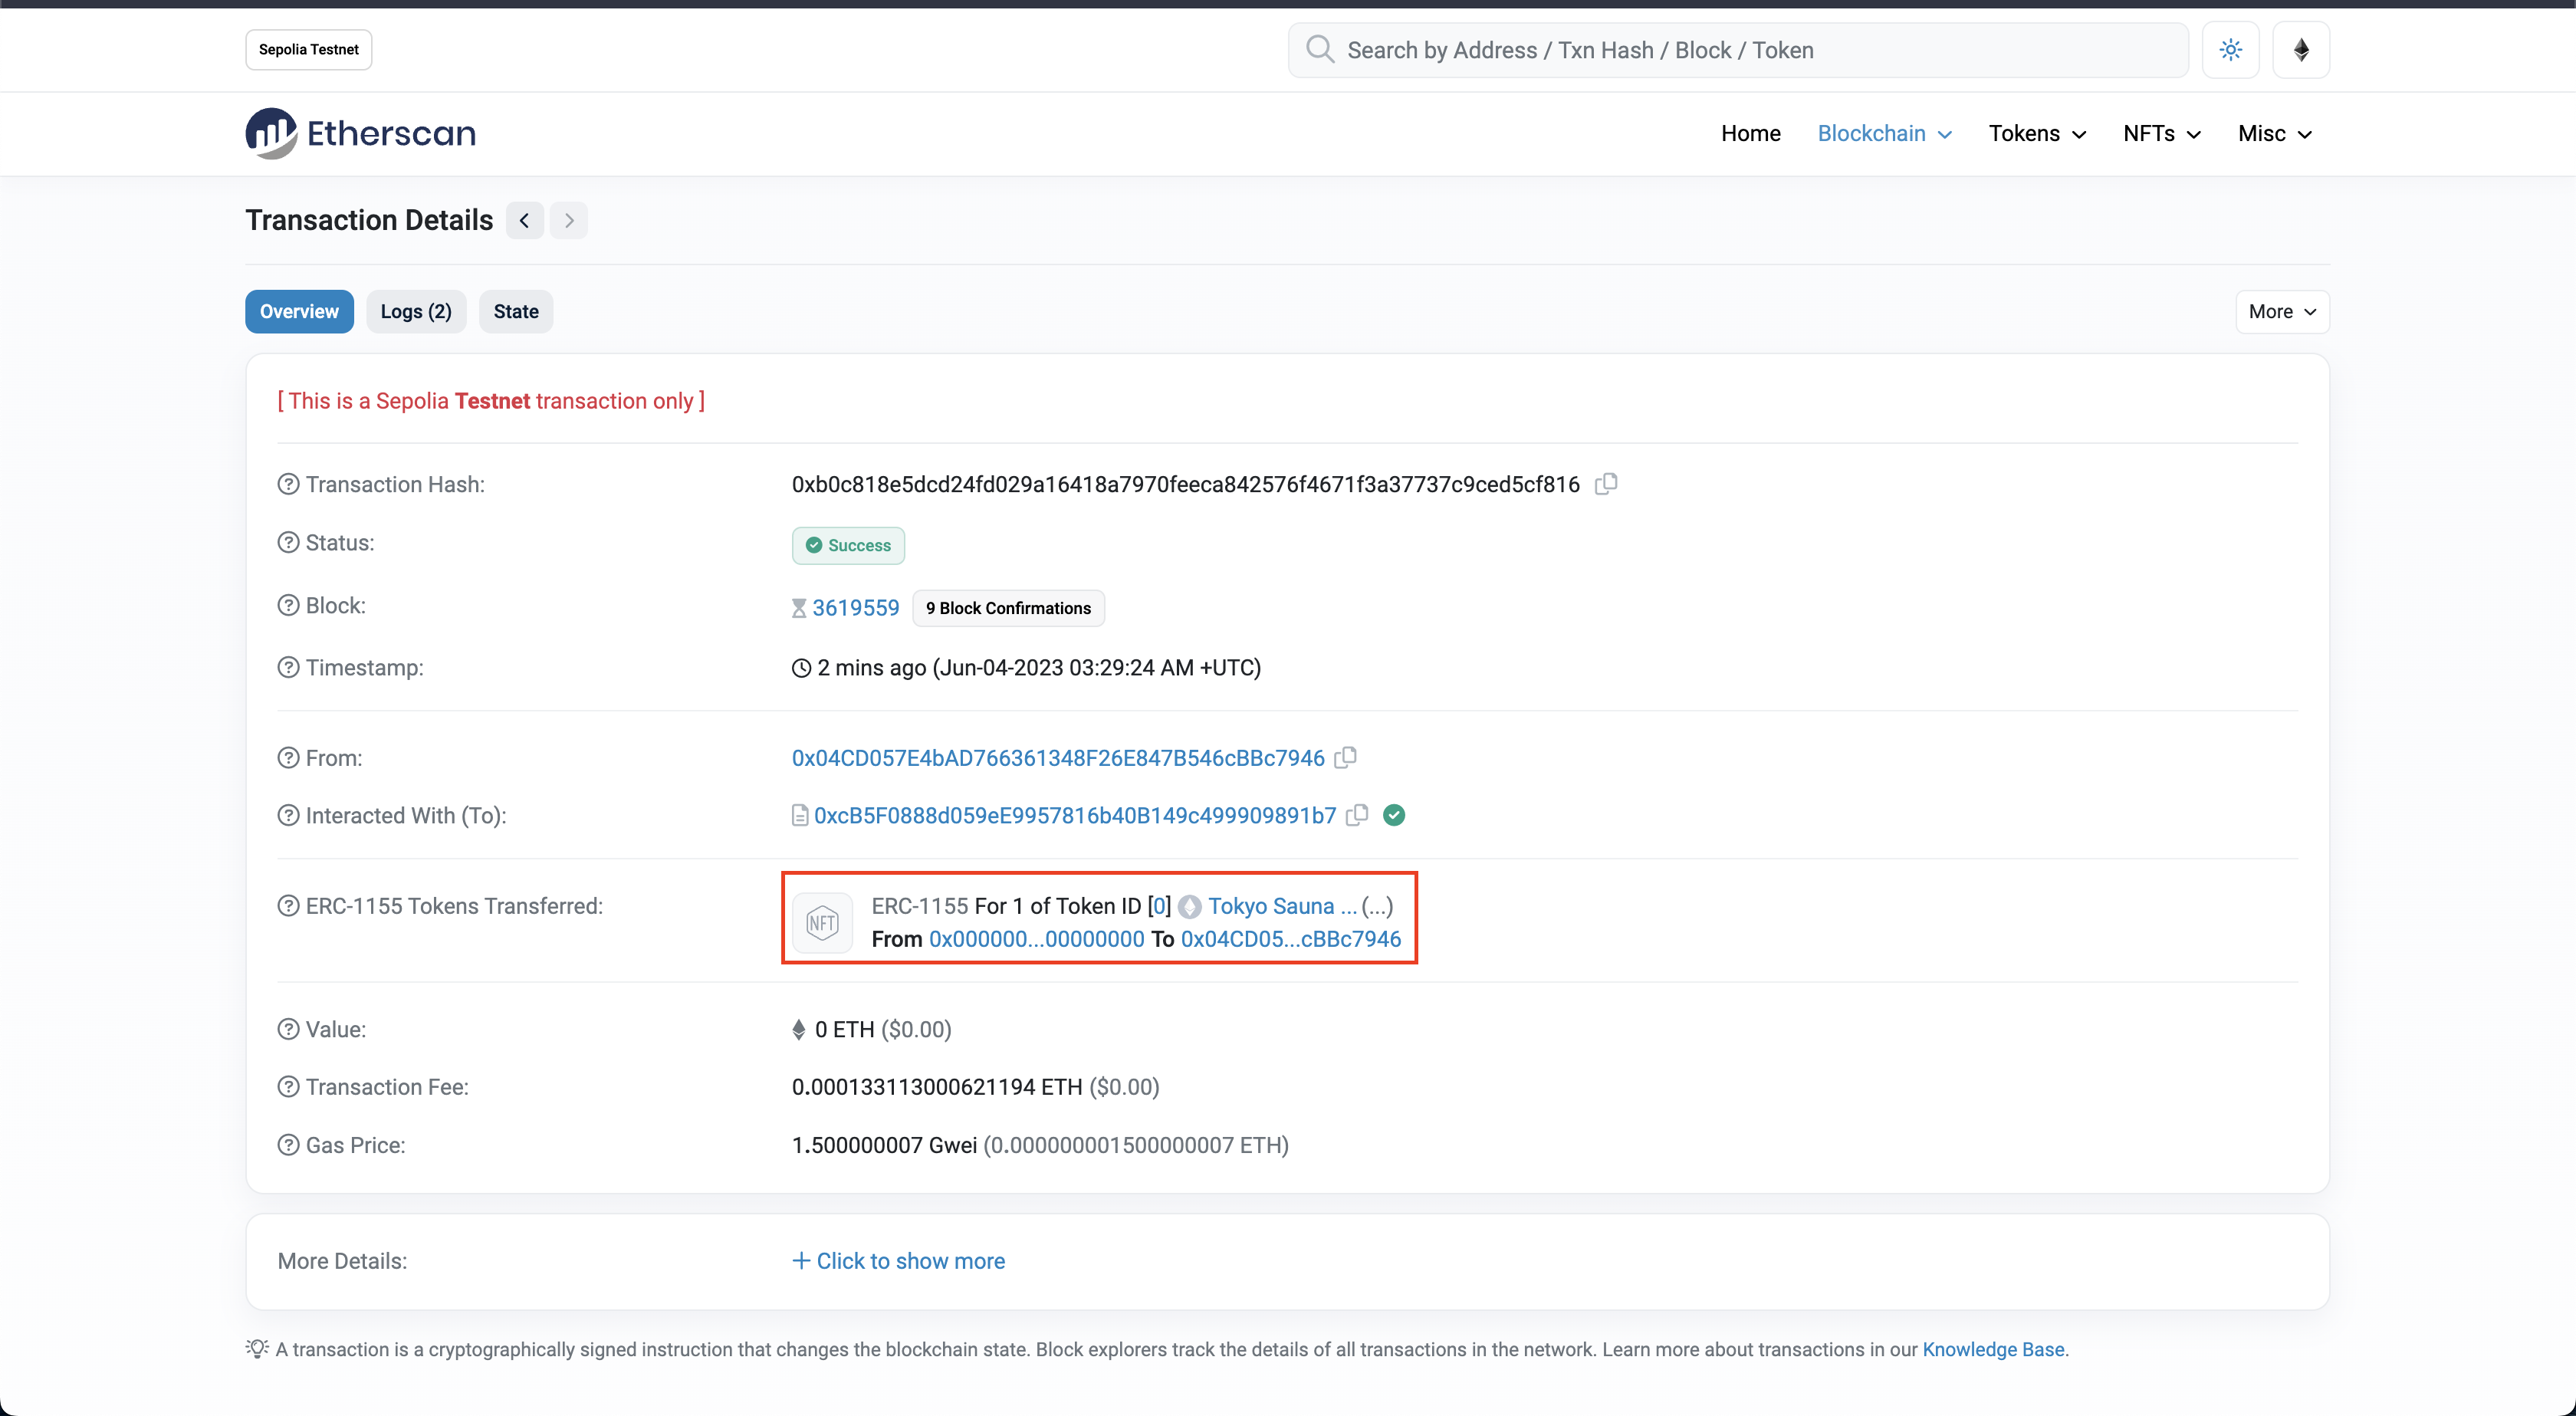 Sepolia Testnet
Search by Address / Txn Hash / Block / Token
Etherscan
Home Blockchain Tokens NFTs Misc
Transaction Details
Overview Logs (2) State More
[ This is a Sepolia Testnet transaction only ]
Transaction Hash: 0xb0c818e5dcd24fd029a16418a7970feeca842576f4671f3a37737c9ced5cf816
Status: Success
Block: 3619559 9 Block Confirmations
Timestamp: 2 mins ago (Jun-04-2023 03:29:24 AM +UTC)
From: 0x04CD057E4bAD766361348F26E847B546cBBc7946
Interacted With (To): 0xcB5F0888d059eE9957816b40B149c499909891b7
ERC-1155 Tokens Transferred: NFT ERC-1155 For 1 of Token ID [0] Tokyo Sauna ... (...)
From 0x000000...00000000 To 0x04CD05...cBBc7946
Value: 0 ETH ($0.00)
Transaction Fee: 0.000133113000621194 ETH ($0.00)
Gas Price: 1.500000007 Gwei (0.000000001500000007 ETH)
More Details: + Click to show more
A transaction is a cryptographically signed instruction that changes the blockchain state. Block explorers track the details of all transactions in the network. Learn more about transactions in our Knowledge Base.